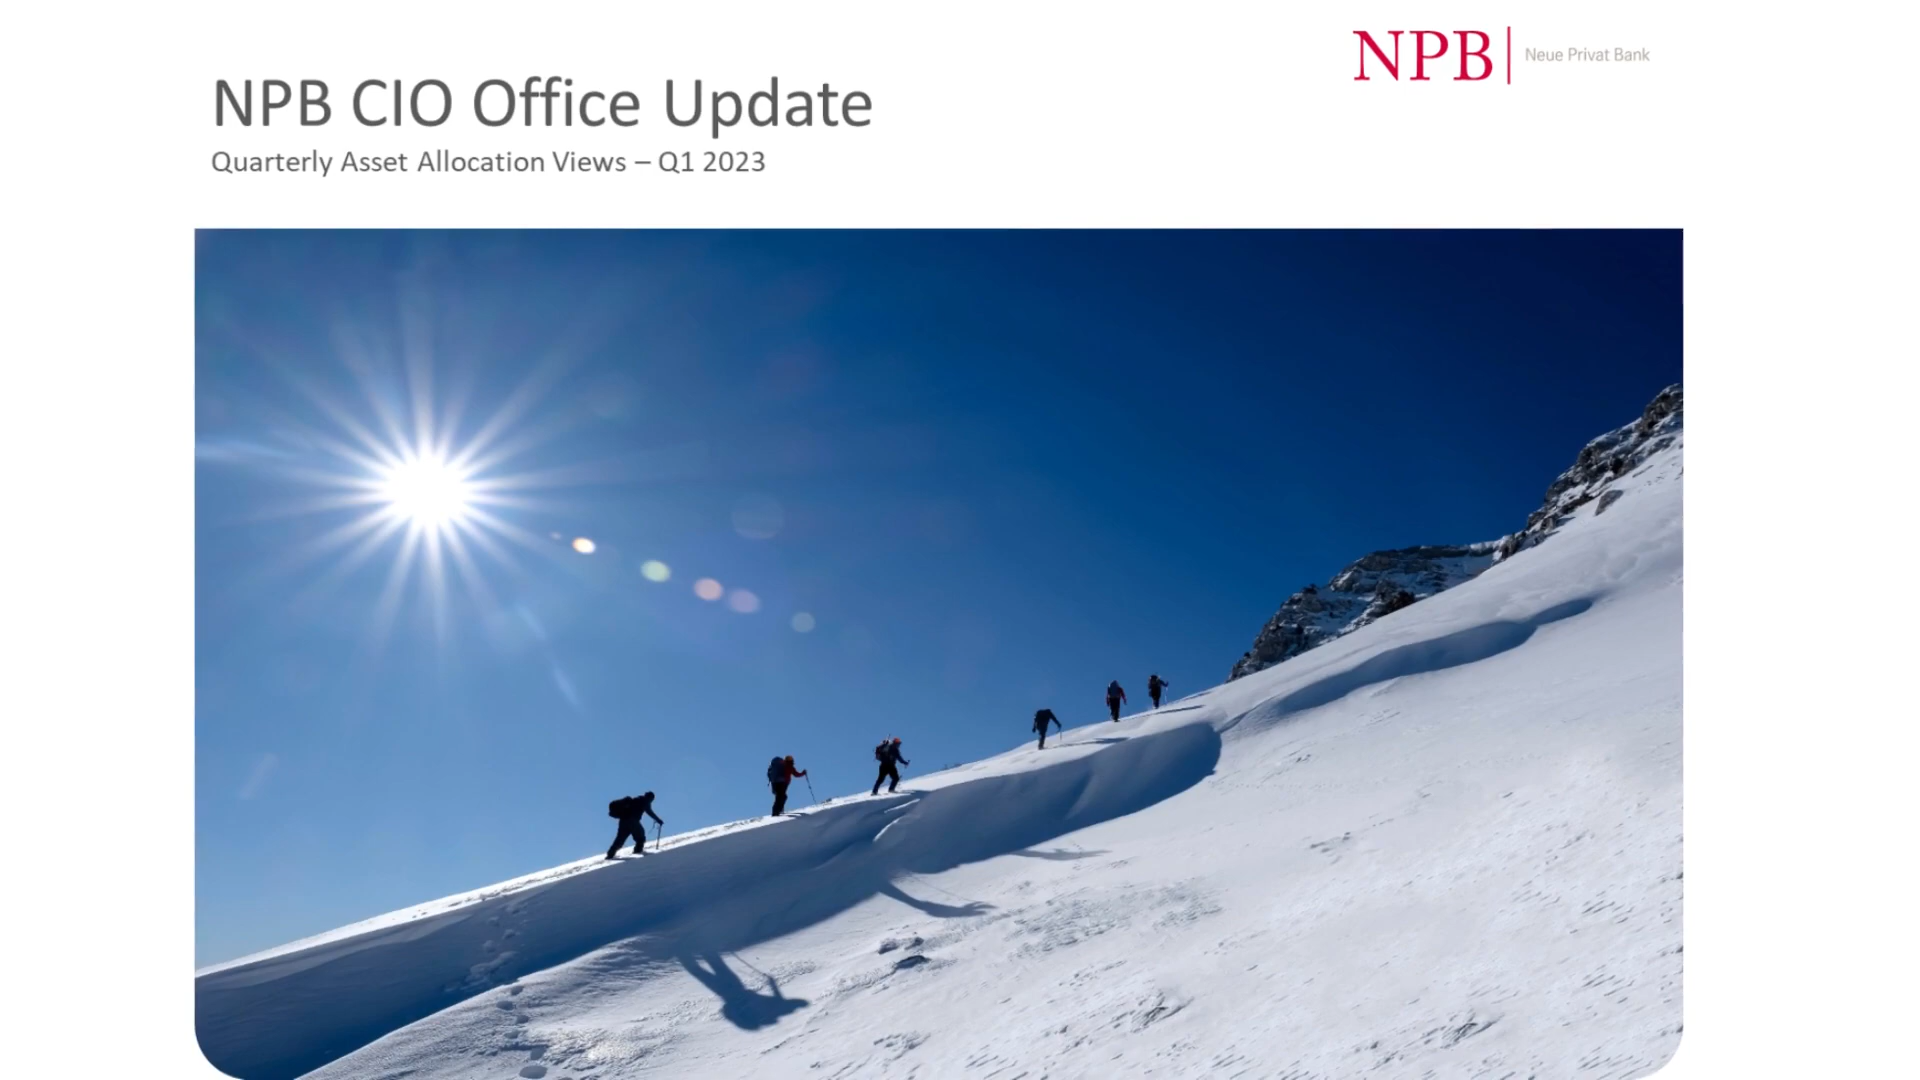 NPB | Neue Privat Bank
NPB CIO Office Update
Quarterly Asset Allocation Views – Q1 2023